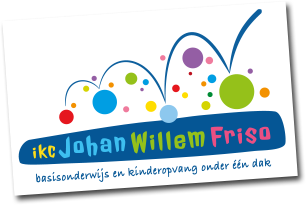 ikc Johan Willem Friso
basisonderwijs en kinderopvang onder één dak